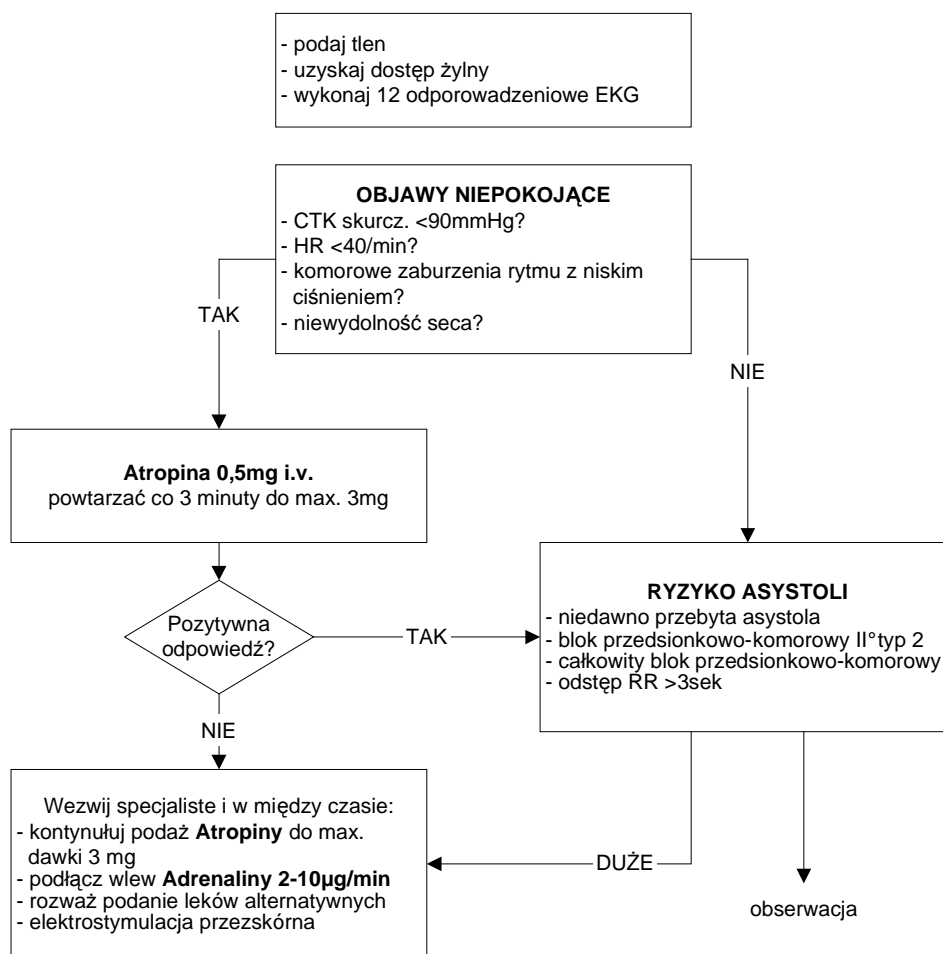 - podaj tlen
- uzyskaj dostęp żylny
- wykonaj 12 odporowadzeniowe EKG
OBJAWY NIEPOKOJĄCE
- CTK skurcz. <90mmHg?
- HR <40/min?
- komorowe zaburzenia rytmu z niskim
ciśnieniem?
- niewydolność seca?
TAK
NIE
Atropina 0,5mg i.v.
powtarzać co 3 minuty do max. 3mg
Pozytywna
odpowiedź?
TAK
RYZYKO ASYSTOLI
- niedawno przebyta asystola
- blok przedsionkowo-komorowy II° typ 2
- całkowity blok przedsionkowo-komorowy
- odstęp RR >3sek
NIE
Wezwij specjaliste i w między czasie:
- kontynułuj podaż Atropiny do max.
dawki 3 mg
- podłącz wlew Adrenaliny 2-10µg/min
- rozważ podanie leków alternatywnych
- elektrostymulacja przezskórna
DUŻE
obserwacja